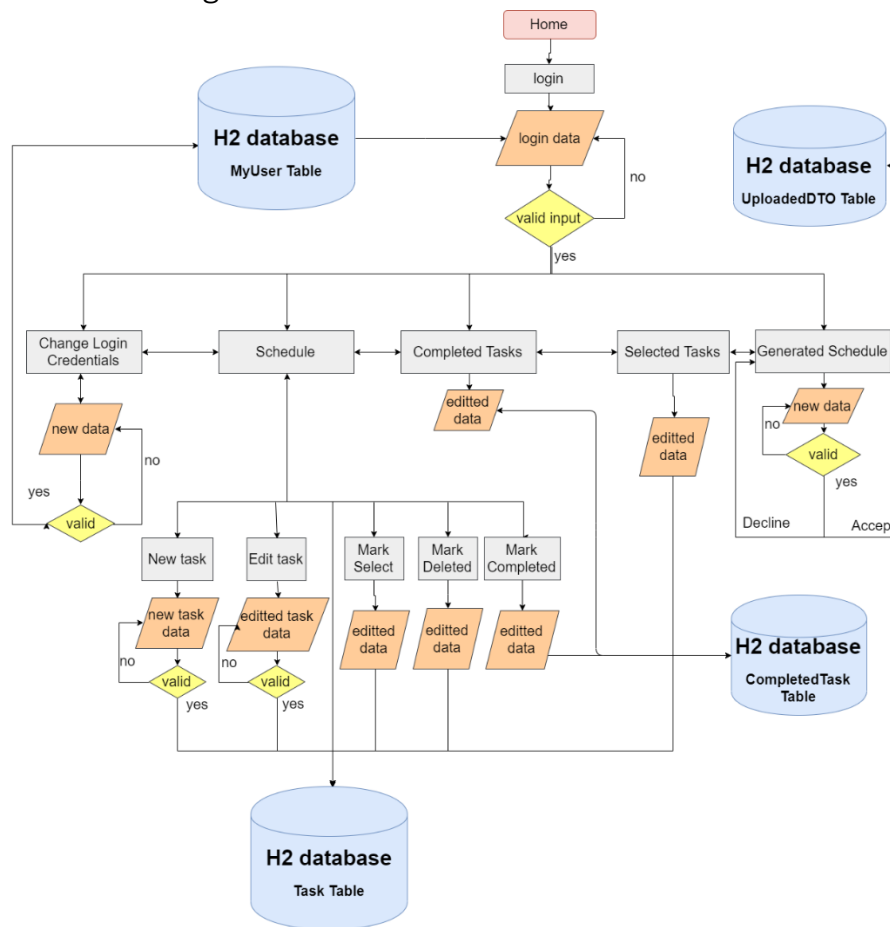 Home
login
H2 database
MyUser Table
login data
no
H2 database
UploadedDTO Table
valid input
yes
Change Login
Credentials
Schedule
Completed Tasks
Selected Tasks
Generated Schedule
editted
data
new data
no
new data
no
editted
data
valid
yes
yes
valid
Decline
Accep
New task
Edit task
Mark
Select
Mark
Deleted
Mark
Completed
new task
data
editted task
data
editted
data
editted
data
editted
data
no
no
valid
valid
yes
yes
H2 database
CompletedTask
Table
H2 database
Task Table